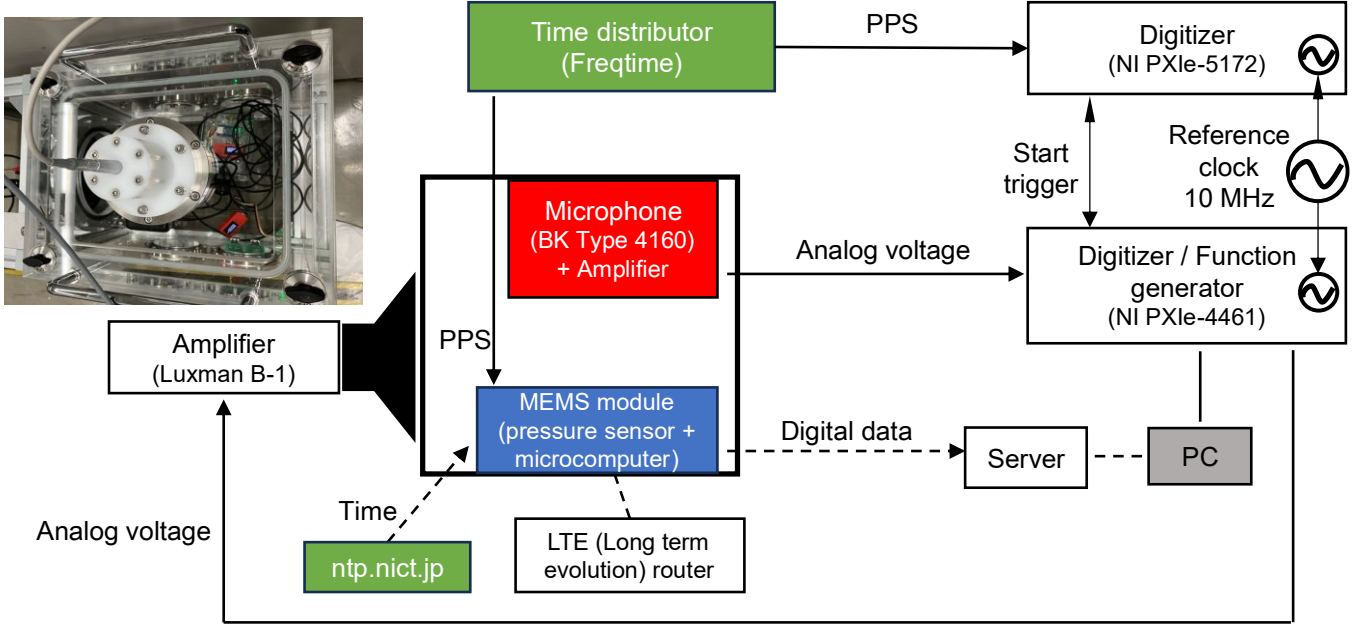 Time distributor
(Freqtime)
PPS
Digitizer
(NI PXIe-5172)
Start
trigger
Reference
clock
10 MHz
Microphone
(BK Type 4160)
+ Amplifier
Analog voltage
Digitizer / Function
generator
(NI PXIe-4461)
Amplifier
(Luxman B-1)
PPS
MEMS module
(pressure sensor +
microcomputer)
Digital data
Server
PC
Analog voltage
Time
ntp.nict.jp
LTE (Long term
evolution) router